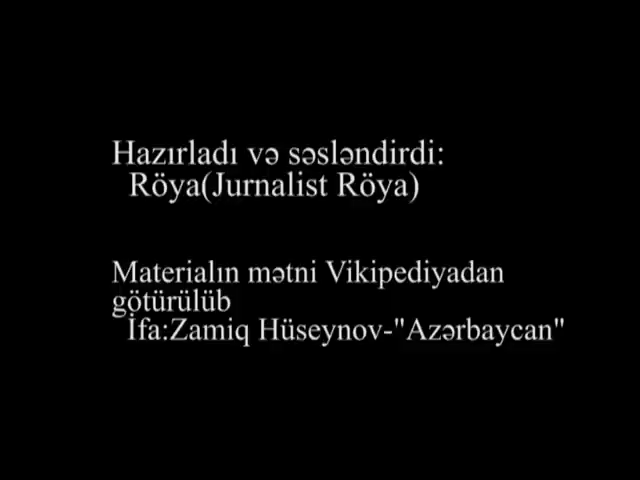 Hazırladı və səsləndirdi:
Röya(Jurnalist Röya)
Materialın mətni Vikipediyadan
götürülüb
İfa:Zamiq Hüseynov-"Azərbaycan"